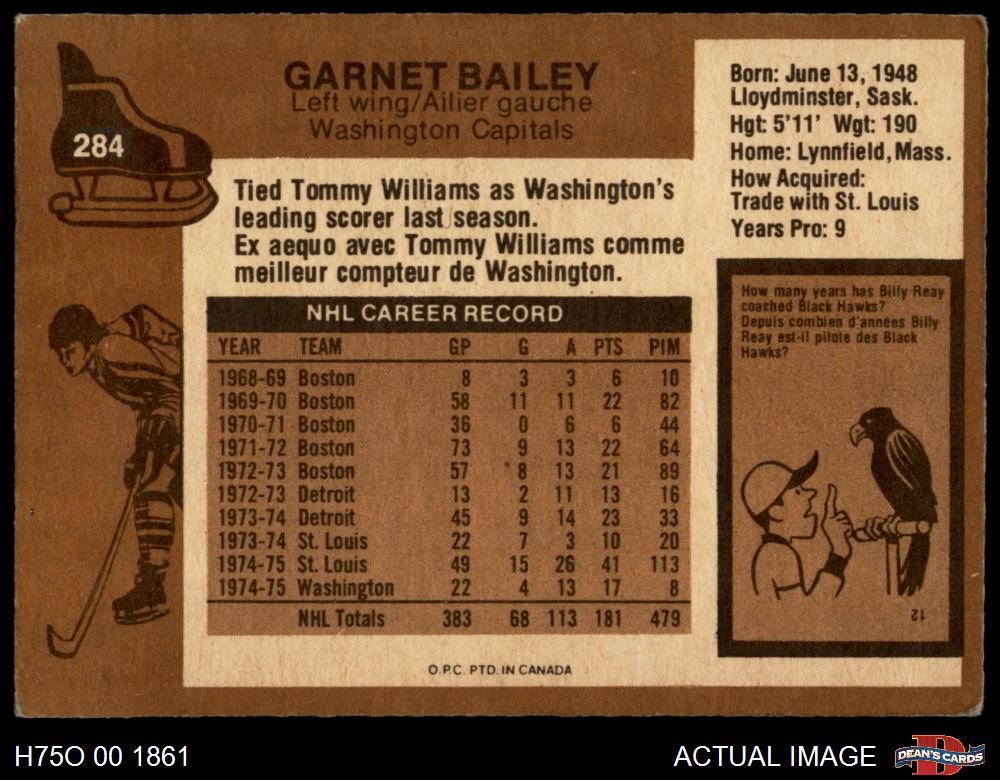 284
GARNET BAILEY
Left wing/Ailier gauche
Washington Capitals
Born: June 13, 1948
Lloydminster, Sask.
Hgt: 5'11' Wgt: 190
Home: Lynnfield, Mass.
How Acquired:
Trade with St. Louis
Years Pro: 9
Tied Tommy Williams as Washington's
leading scorer last season.
Ex aequo avec Tommy Williams comme
meilleur compteur de Washington.
NHL CAREER RECORD
YEAR TEAM GP G A PTS PIM
1968-69 Boston 8 3 3 6 10
1969-70 Boston 58 11 11 22 82
1970-71 Boston 36 0 6 6 44
1971-72 Boston 73 9 13 22 64
1972-73 Boston 57 8 13 21 89
1972-73 Detroit 13 2 11 13 16
1973-74 Detroit 45 9 14 23 33
1973-74 St. Louis 22 7 3 10 20
1974-75 St. Louis 49 15 26 41 113
1974-75 Washington 22 4 13 17 8
NHL Totals 383 68 113 181 479
How many years has Billy Reay
coached Black Hawks?
Depuis combien d'années Billy
Reay est-il pilote des Black
Hawks?
12
O.P.C. PTD. IN CANADA
H75O 00 1861
ACTUAL IMAGE
DEAN'S CARDS